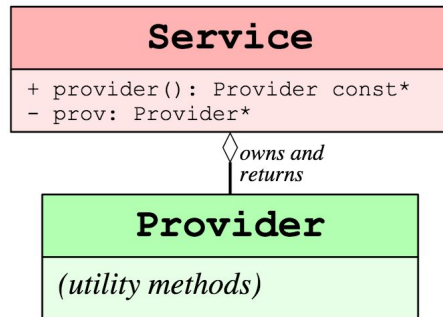 Service
+ provider(): Provider const*
- prov: Provider*
owns and
returns
Provider
(utility methods)